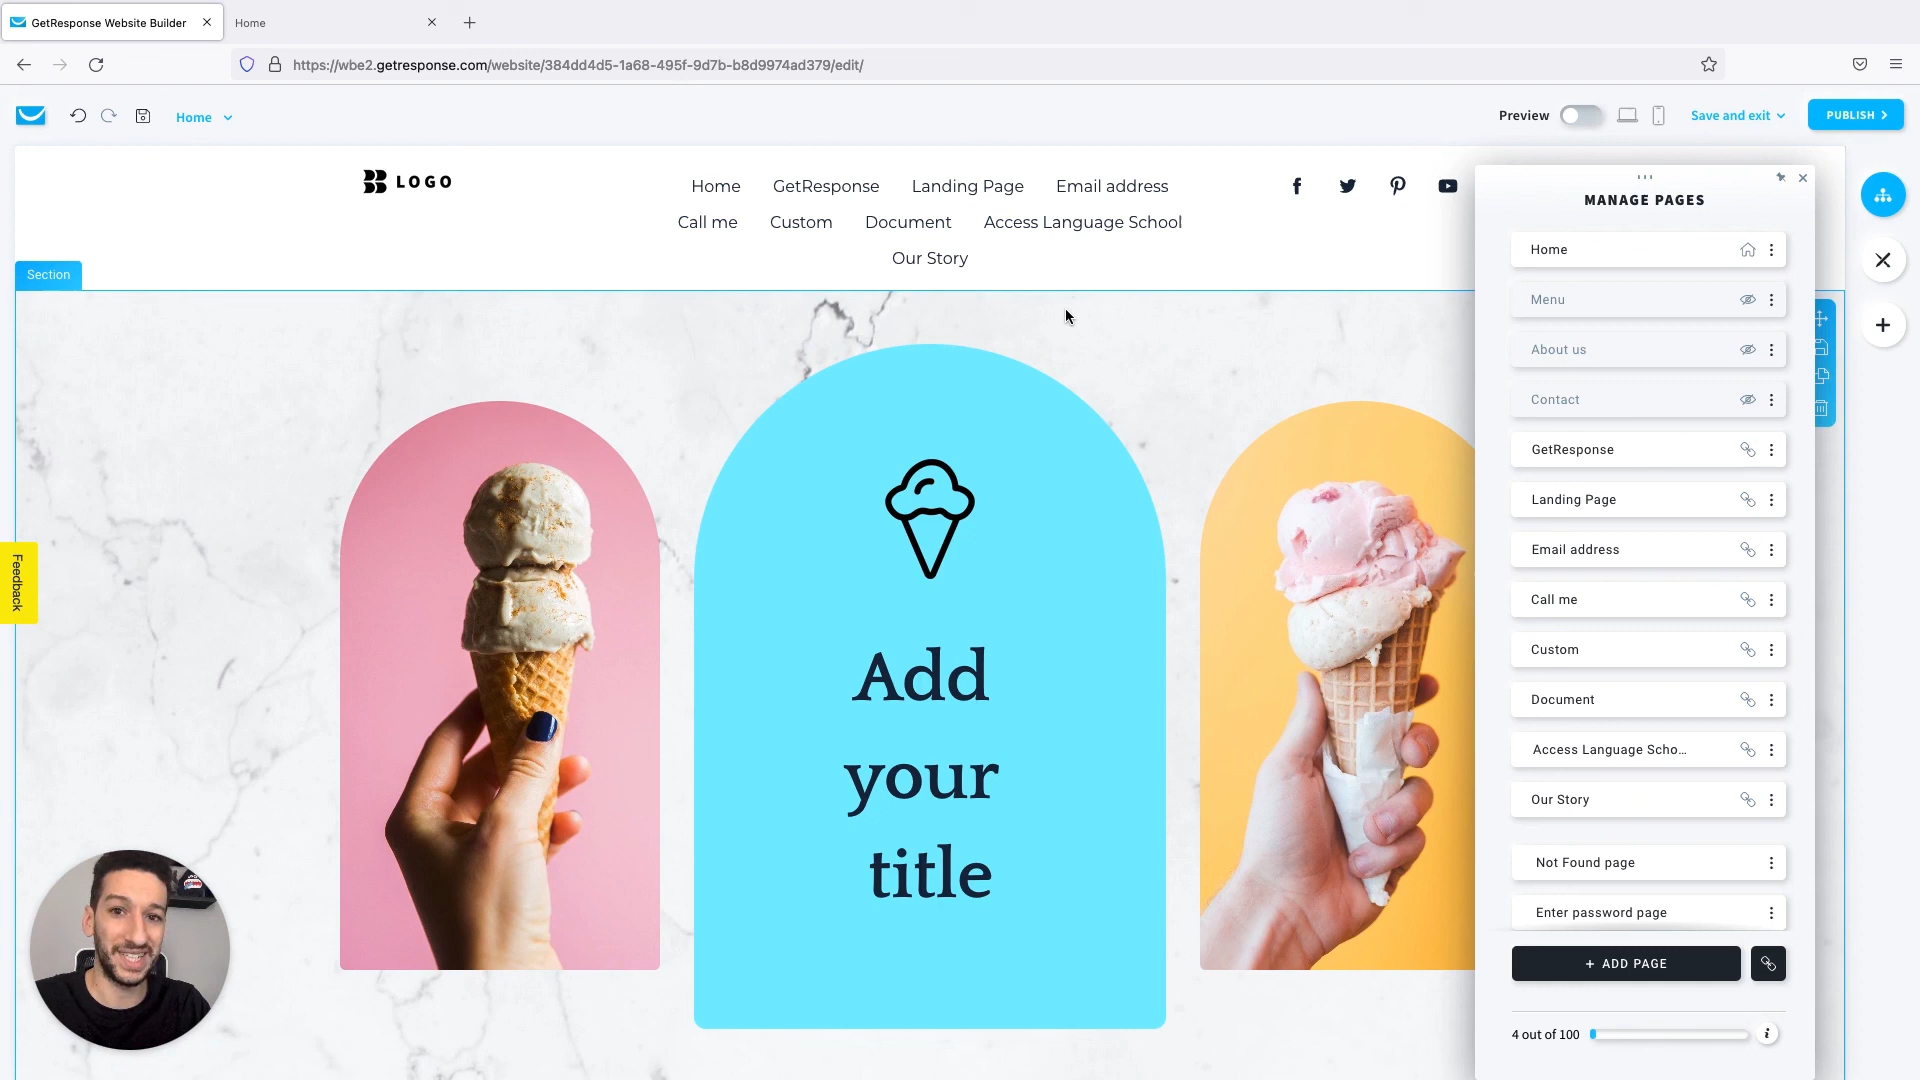 GetResponse Website Builder
Home
https://wbe2.getresponse.com/website/384dd4d5-1a68-495f-9d7b-b8d9974ad379/edit/
Home
Preview
Save and exit
PUBLISH
LOGO
Home GetResponse Landing Page Email address
Call me Custom Document Access Language School
Our Story
Section
Add
your
title
Feedback
MANAGE PAGES
Home
Menu
About us
Contact
GetResponse
Landing Page
Email address
Call me
Custom
Document
Access Language Scho...
Our Story
Not Found page
Enter password page
+ ADD PAGE
4 out of 100